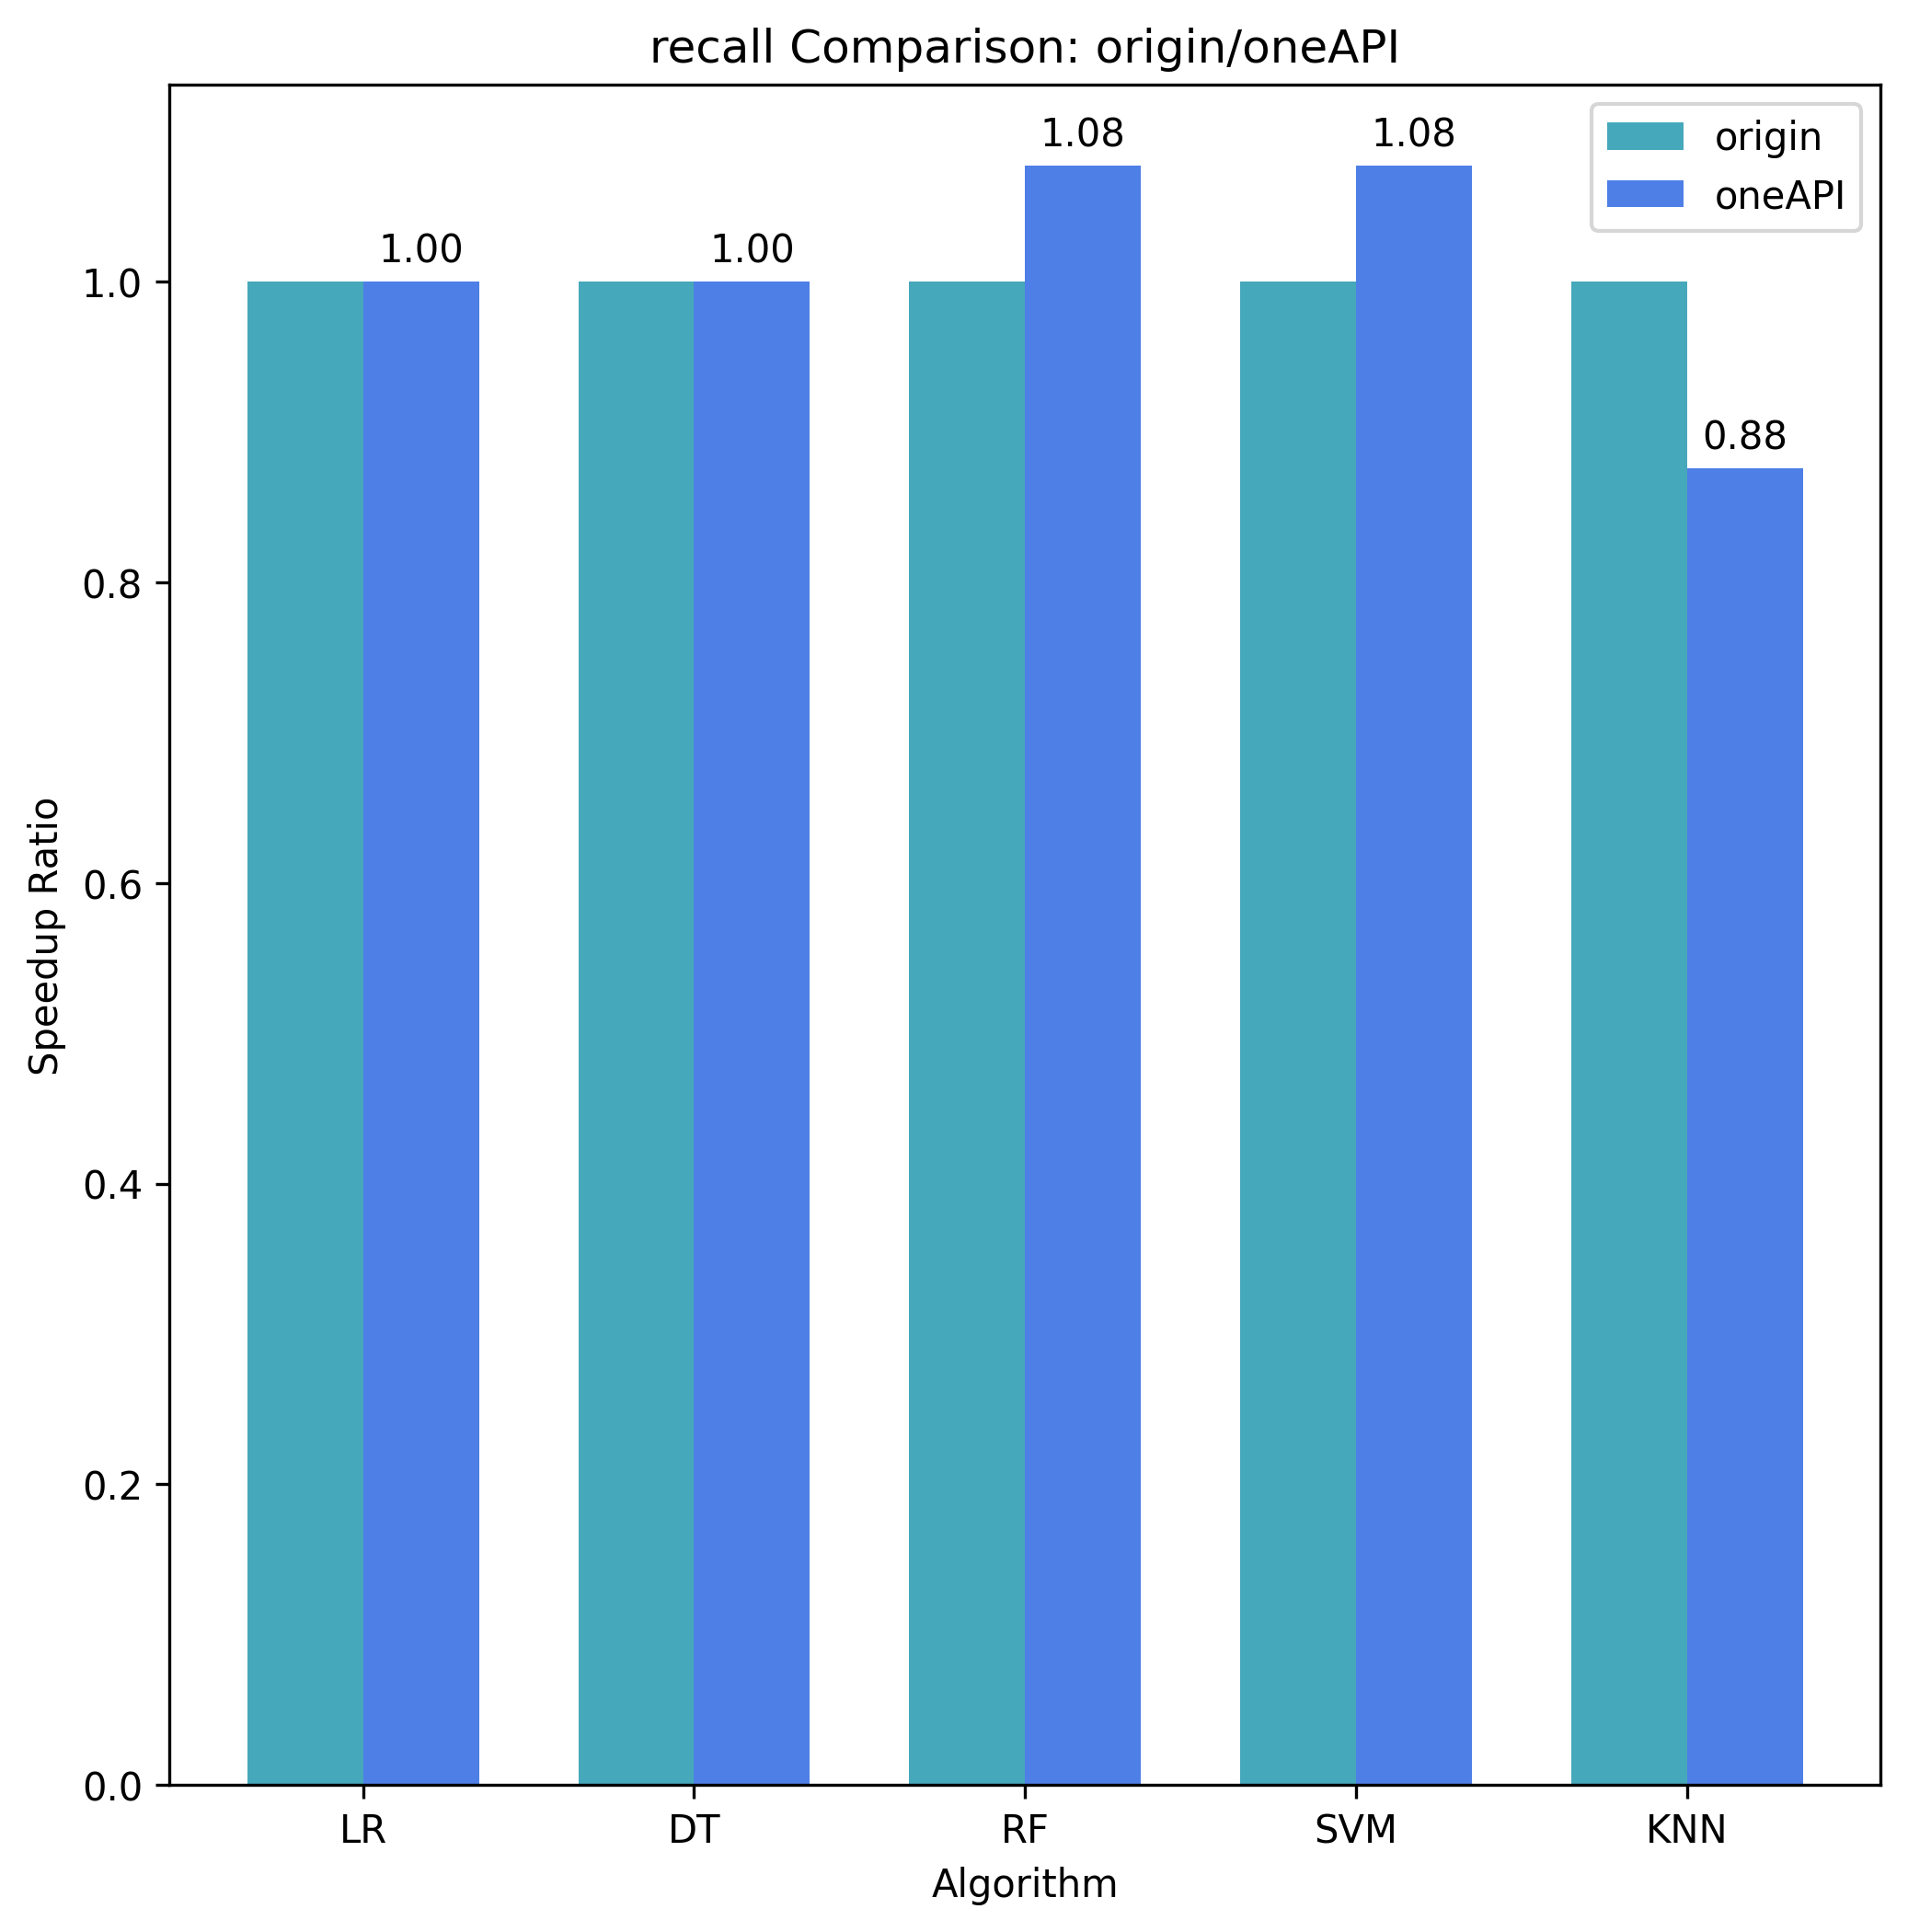 recall Comparison: origin/oneAPI
origin
oneAPI
1.00
1.00
1.08
1.08
0.88
1.0
0.8
0.6
0.4
0.2
0.0
Speedup Ratio
LR
DT
RF
SVM
KNN
Algorithm